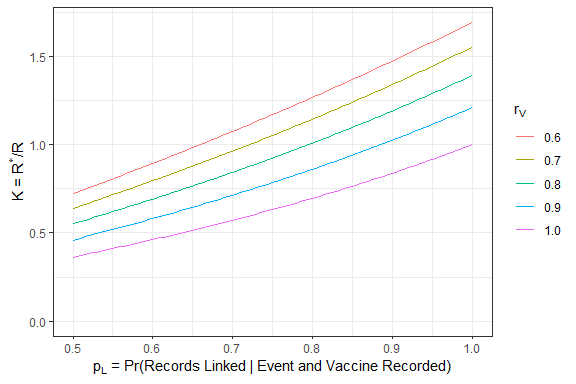 K = R*/R
1.5
1.0
0.5
0.0
0.5 0.6 0.7 0.8 0.9 1.0
pL = Pr(Records Linked | Event and Vaccine Recorded)
rV
0.6
0.7
0.8
0.9
1.0